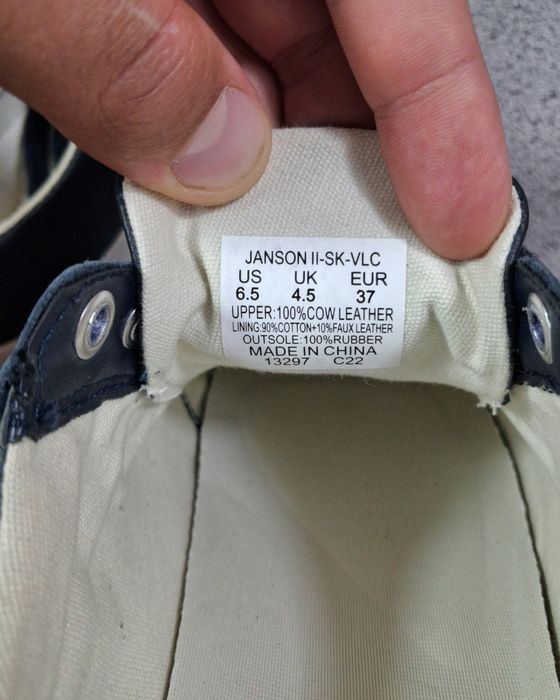 JANSON II-SK-VLC
US UK EUR
6.5 4.5 37
UPPER:100%COW LEATHER
LINING:90%COTTON+10%FAUX LEATHER
OUTSOLE:100%RUBBER
MADE IN CHINA
13297 C22